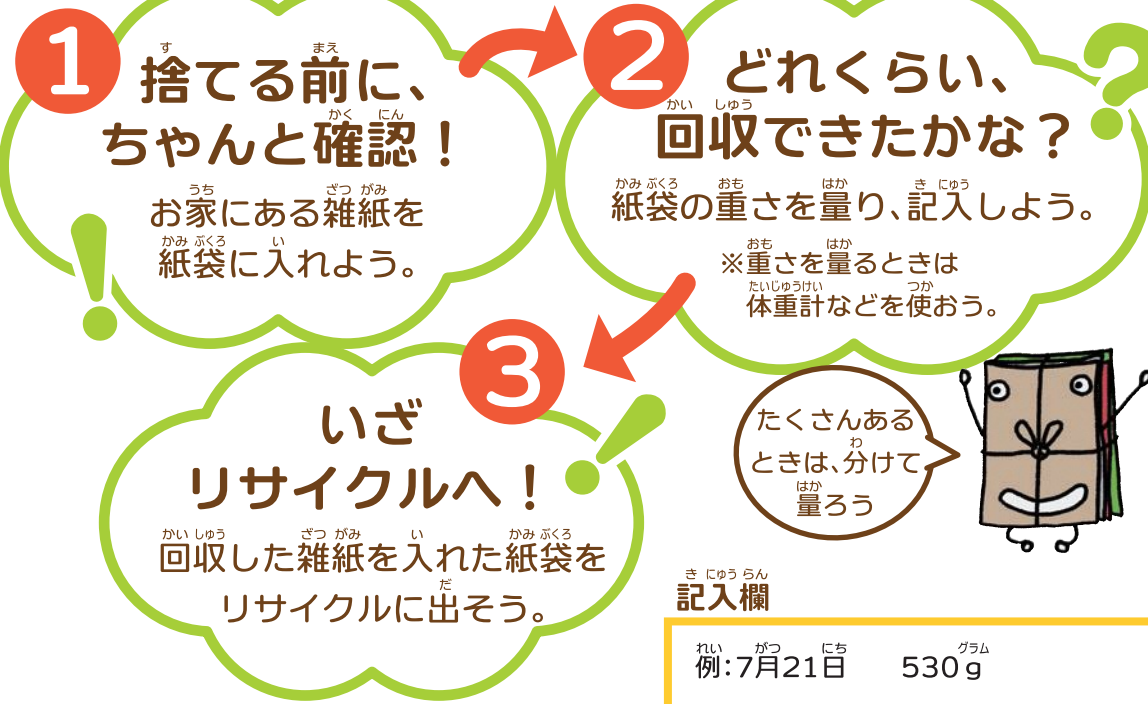 1
捨てる前に、
ちゃんと確認！
お家にある雑紙を
紙袋に入れよう。
2
どれくらい、
回収できたかな？
紙袋の重さを量り、記入しよう。
※重さを量るときは
体重計などを使おう。
3
いざ
リサイクルへ！
回収した雑紙を入れた紙袋を
リサイクルに出そう。
たくさんある
ときは、分けて
量ろう
記入欄
例：7月21日 530g